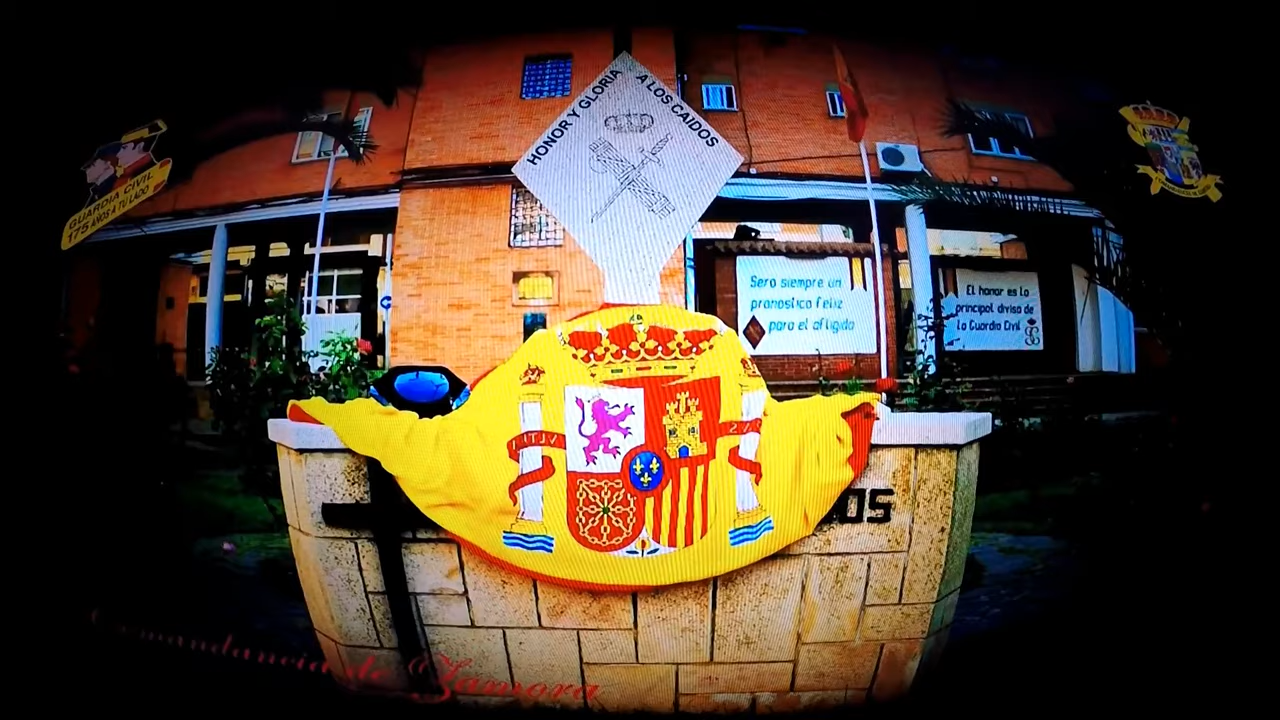 HONOR Y GLORIA
A LOS CAIDOS
GUARDIA CIVIL
175 AÑOS A TU LADO
Sera siempre un
pronostico feliz
para el afligido
El honor es la
principal divisa de
la Guardia Civil
OS
Comandancia de Zamora